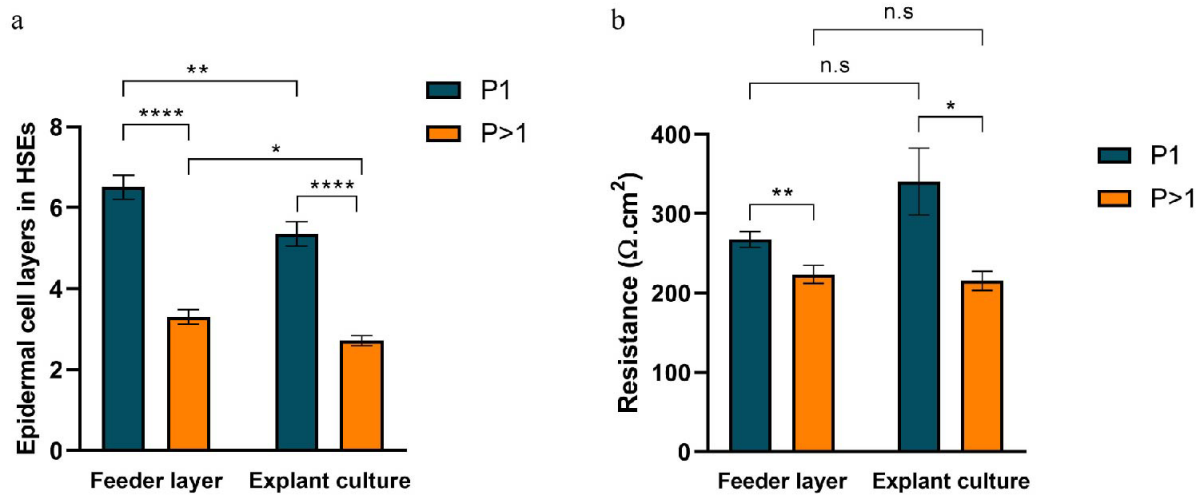 a
**
P1
P>1
****
*
****
Epidermal cell layers in HSEs
8
6
4
2
0
Feeder layer
Explant culture
b
n.s
n.s
*
**
P1
P>1
Resistance (Ω.cm²)
400
300
200
100
0
Feeder layer
Explant culture